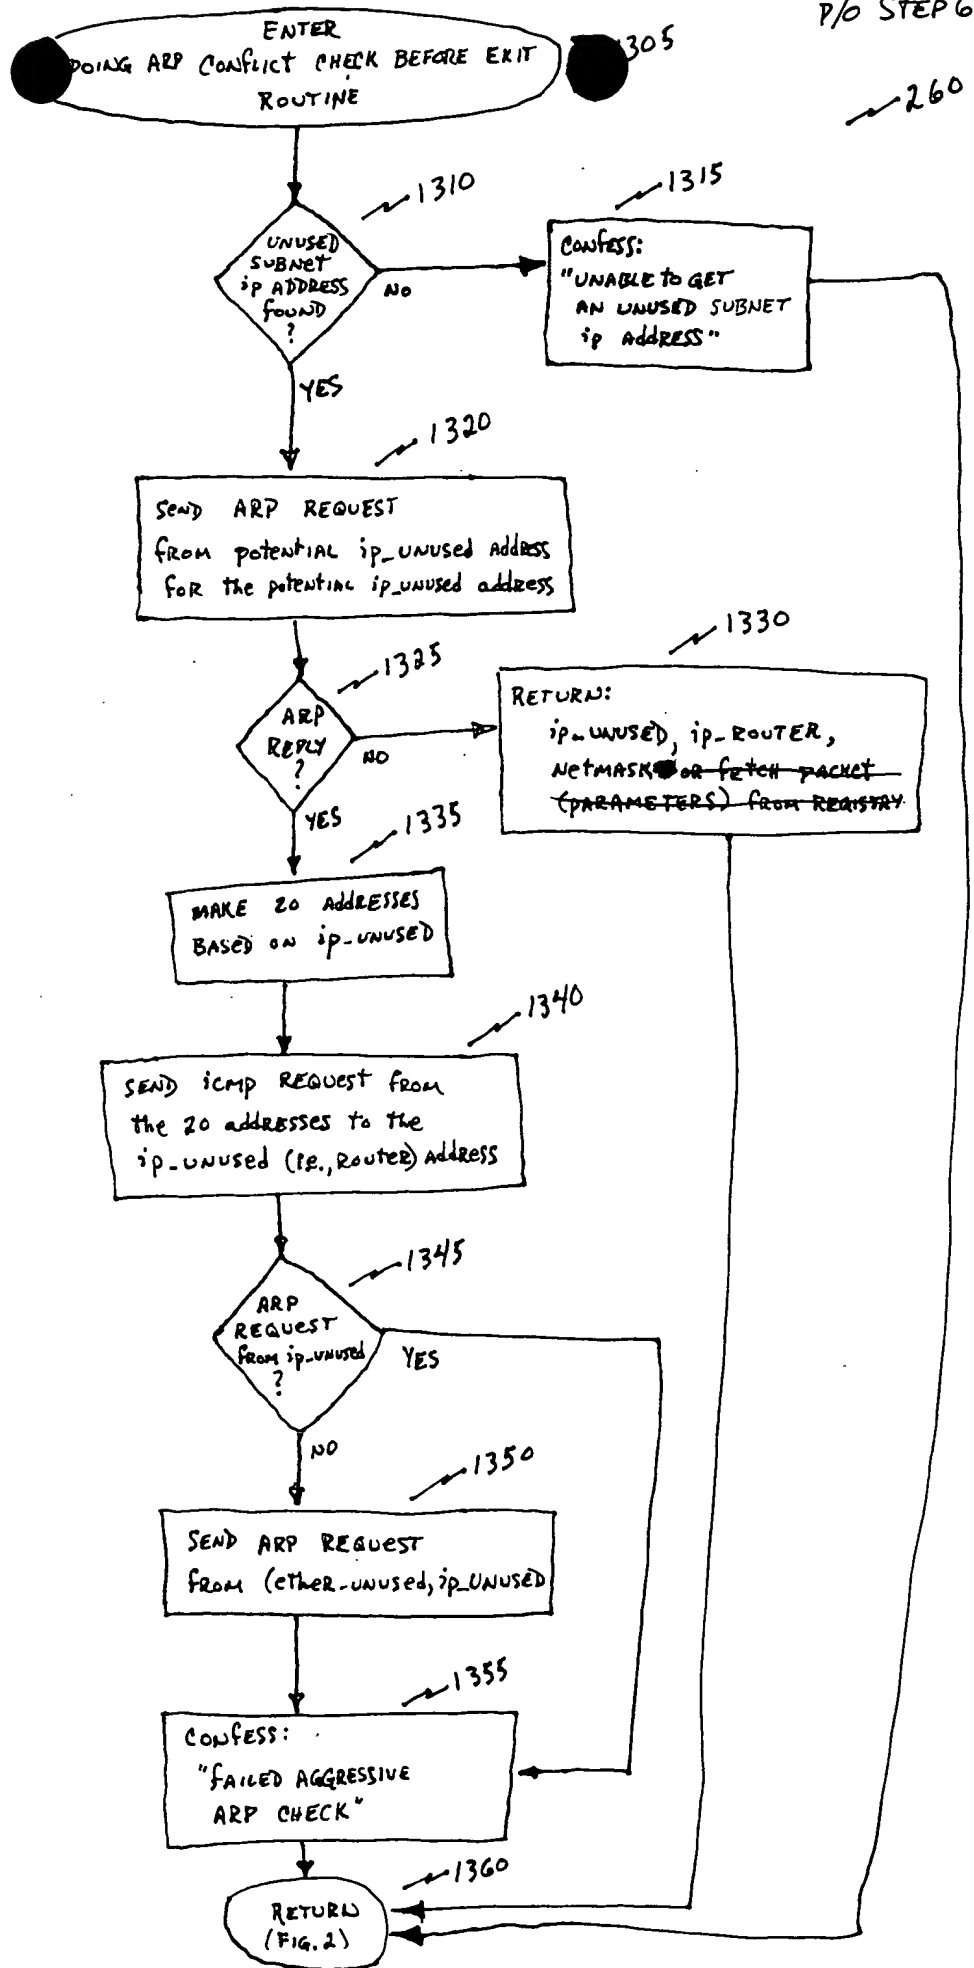 P/O STEP 6
ENTER
DOING ARP CONFLICT CHECK BEFORE EXIT
ROUTINE
1305
260
1310
UNUSED
SUBNET
ip ADDRESS
FOUND
?
NO
YES
1315
CONFESS:
"UNABLE TO GET
AN UNUSED SUBNET
ip ADDRESS"
1320
SEND ARP REQUEST
FROM potential ip_UNUSED Address
FOR the potential ip_unused address
1325
ARP
REPLY
?
NO
YES
1330
RETURN:
ip_UNUSED, ip_ROUTER,
NETMASK OR FETCH PACKET
(PARAMETERS) FROM REGISTRY
1335
MAKE 20 ADDRESSES
BASED ON ip_UNUSED
1340
SEND icmp REQUEST from
the 20 addresses to the
ip_UNUSED (i.e., ROUTER) Address
1345
ARP
REQUEST
from ip_unused
?
YES
NO
1350
SEND ARP REQUEST
FROM (ether_unused, ip_UNUSED
1355
CONFESS:
"FAILED AGGRESSIVE
ARP CHECK"
1360
RETURN
(FIG. 2)